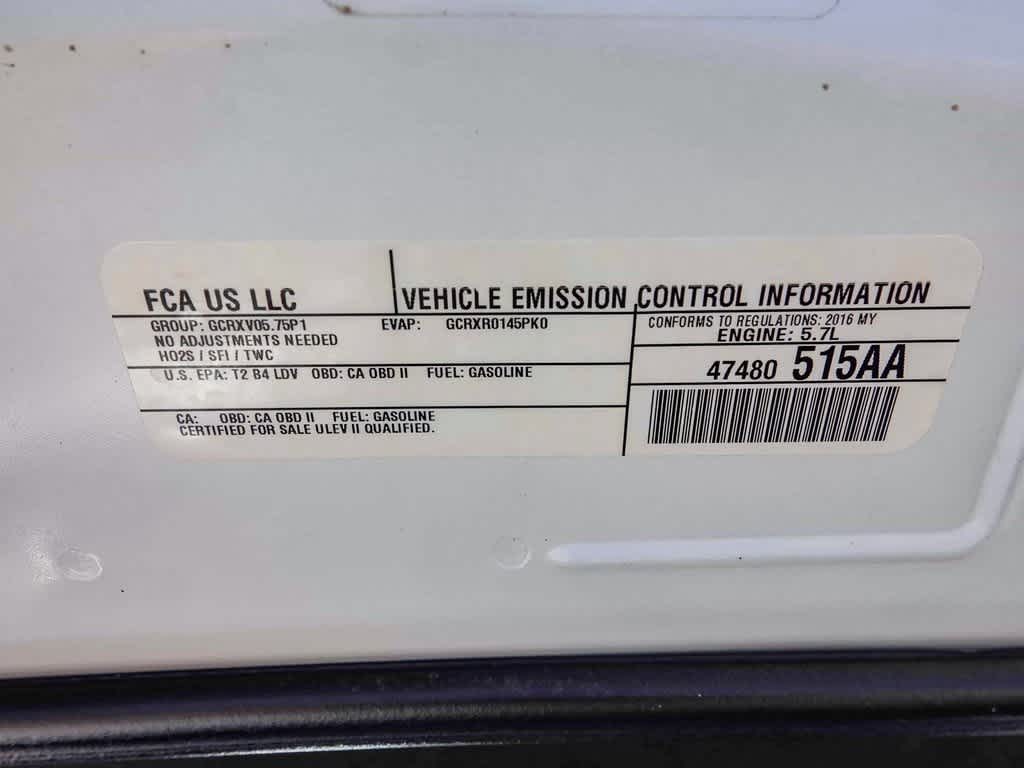 FCA US LLC
VEHICLE EMISSION CONTROL INFORMATION
GROUP: GCRXV05.75P1 EVAP: GCRXR0145PK0
NO ADJUSTMENTS NEEDED
HO2S / SFI / TWC
U.S. EPA: T2 B4 LDV OBD: CA OBD II FUEL: GASOLINE
CA: OBD: CA OBD II FUEL: GASOLINE
CERTIFIED FOR SALE ULEV II QUALIFIED.
CONFORMS TO REGULATIONS: 2016 MY
ENGINE: 5.7L
47480 515AA